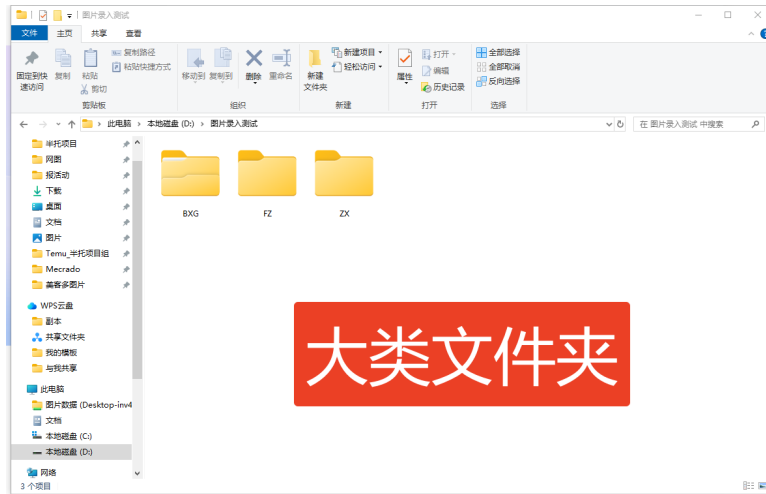 图片录入测试
文件 主页 共享 查看
固定到快速访问
复制
粘贴
复制路径
粘贴快捷方式
剪切
剪贴板
移动到
复制到
删除
重命名
组织
新建文件夹
新建项目
轻松访问
新建
属性
打开
编辑
历史记录
打开
全部选择
全部取消
反向选择
选择
此电脑 › 本地磁盘 (D:) › 图片录入测试
在 图片录入测试 中搜索
半托项目
网图
报活动
下载
桌面
文档
图片
Temu_半托项目组
Mecrado
美客多图片
WPS云盘
副本
共享文件夹
我的模板
与我共享
此电脑
图片数据 (Desktop-inv4
文档
本地磁盘 (C:)
本地磁盘 (D:)
网络
BXG FZ ZX
大类文件夹
3 个项目